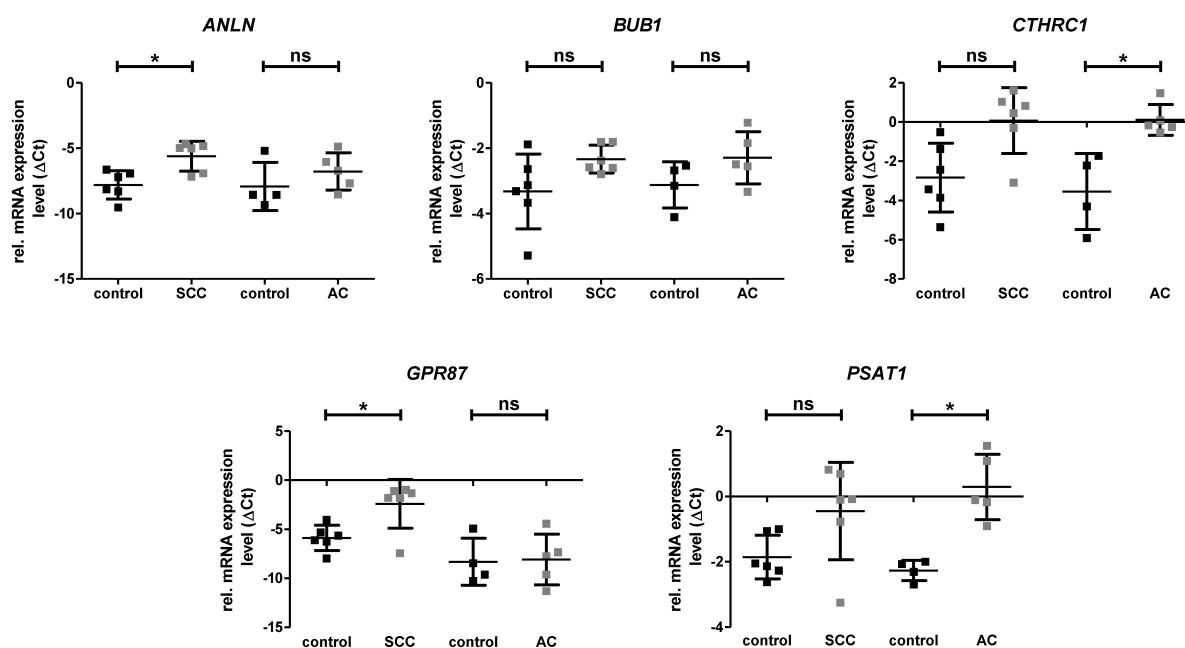 ANLN
* ns
rel. mRNA expression
level (ΔCt)
0
-5
-10
-15
control SCC control AC
BUB1
ns ns
rel. mRNA expression
level (ΔCt)
0
-2
-4
-6
control SCC control AC
CTHRC1
ns *
rel. mRNA expression
level (ΔCt)
2
0
-2
-4
-6
-8
control SCC control AC
GPR87
* ns
rel. mRNA expression
level (ΔCt)
5
0
-5
-10
-15
control SCC control AC
PSAT1
ns *
rel. mRNA expression
level (ΔCt)
2
0
-2
-4
control SCC control AC